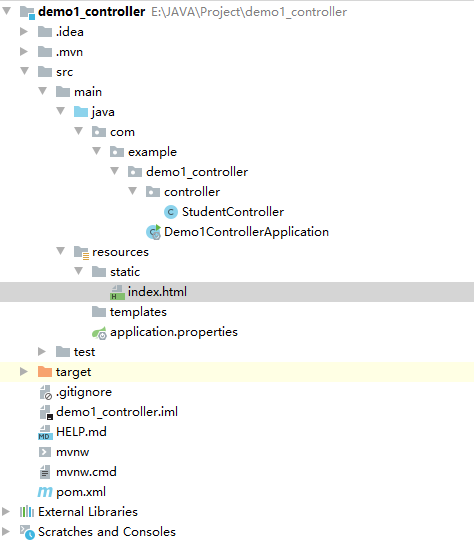 demo1_controller E:\JAVA\Project\demo1_controller
.idea
.mvn
src
main
java
com
example
demo1_controller
controller
StudentController
Demo1ControllerApplication
resources
static
index.html
templates
application.properties
test
target
.gitignore
demo1_controller.iml
HELP.md
mvnw
mvnw.cmd
pom.xml
External Libraries
Scratches and Consoles